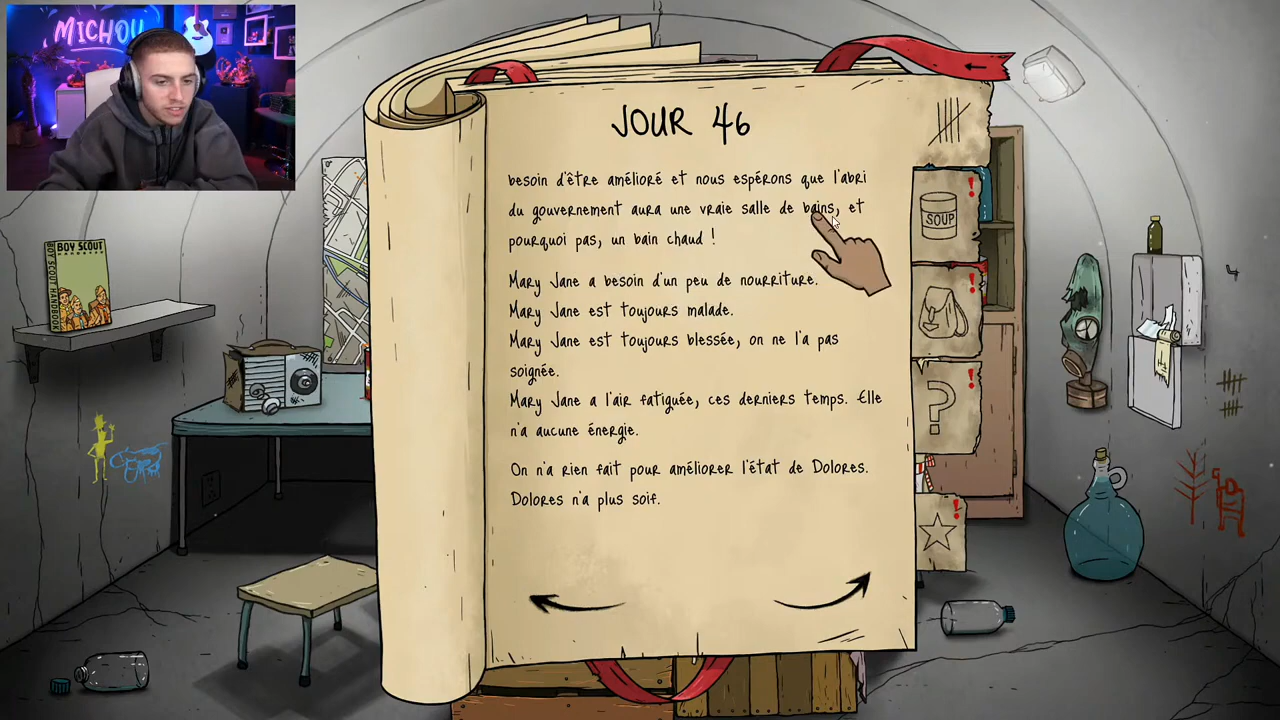 MICHOU
JOUR 46
besoin d'être amélioré et nous espérons que l'abri
du gouvernement aura une vraie salle de bains, et
pourquoi pas, un bain chaud !
Mary Jane a besoin d'un peu de nourriture.
Mary Jane est toujours malade.
Mary Jane est toujours blessée, on ne l'a pas
soignée.
Mary Jane a l'air fatiguée, ces derniers temps. Elle
n'a aucune énergie.
On n'a rien fait pour améliorer l'état de Dolores.
Dolores n'a plus soif.
!
SOUP
!
!
?
!
BOY SCOUT
BOY SCOUT HANDBOOK